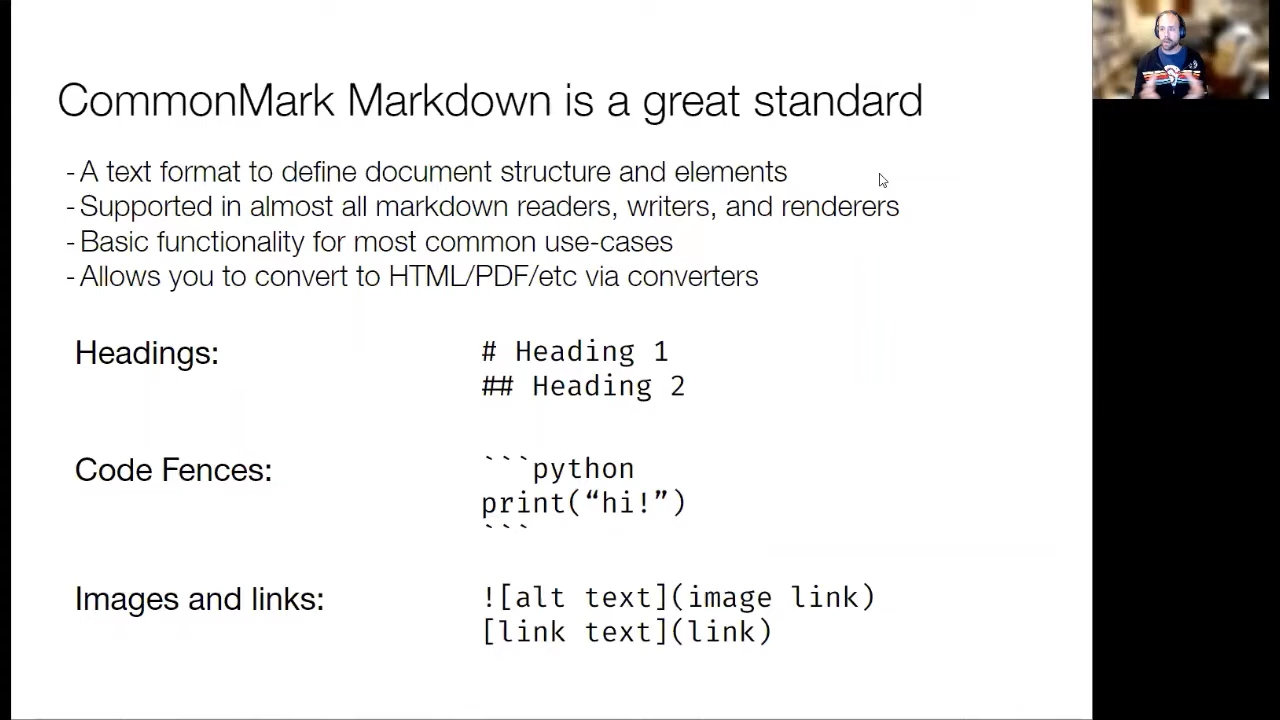 CommonMark Markdown is a great standard
- A text format to define document structure and elements
- Supported in almost all markdown readers, writers, and renderers
- Basic functionality for most common use-cases
- Allows you to convert to HTML/PDF/etc via converters
Headings:
# Heading 1
## Heading 2
Code Fences:
```python
print(“hi!”)
```
Images and links:
![alt text](image link)
[link text](link)